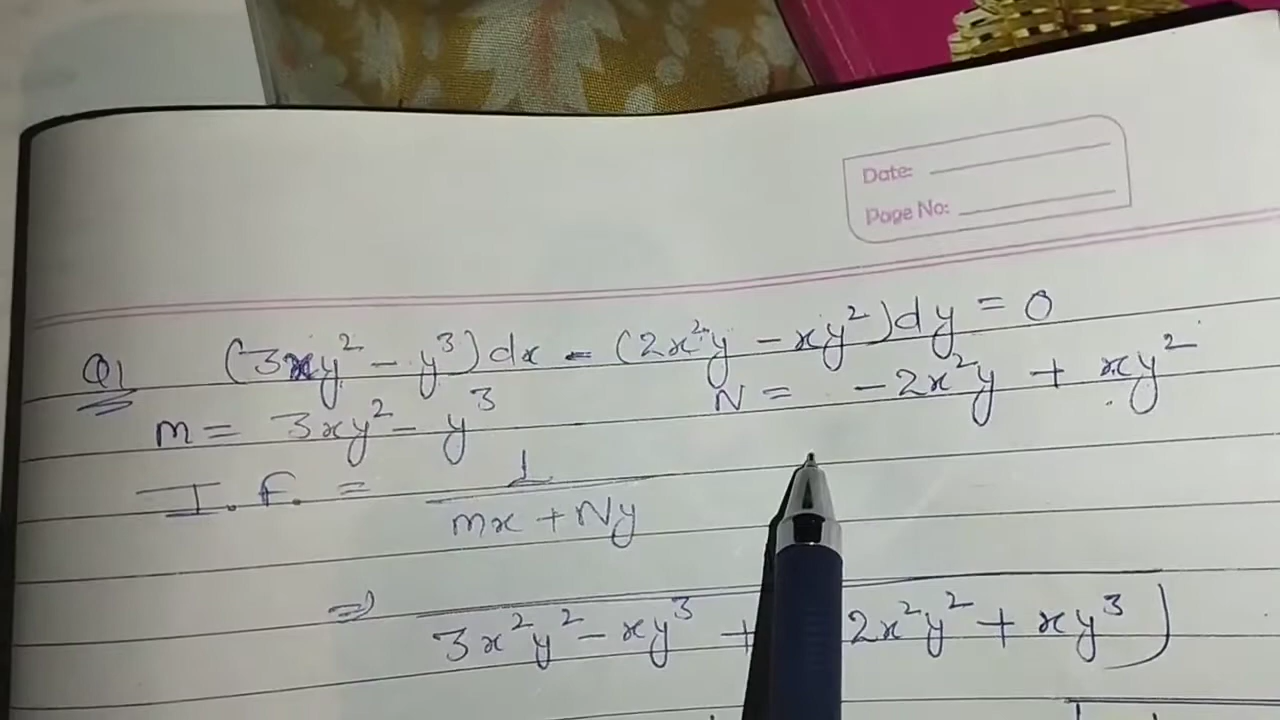 Date:
Page No:
Q1 (3xy² - y³)dx - (2x²y - xy²)dy = 0
m = 3xy² - y³ N = -2x²y + xy²
I.F. = 1
mx + Ny
=)
3x²y² - xy³ + 2x²y² + xy³)